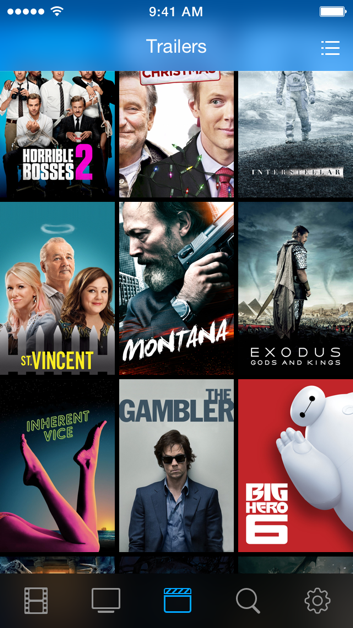 9:41 AM
Trailers
HORRIBLE
BOSSES 2
CHRISTMAS
INTERSTELLAR
ST. VINCENT
MONTANA
EXODUS
GODS AND KINGS
INHERENT
VICE
THE
GAMBLER
BIG
HERO
6